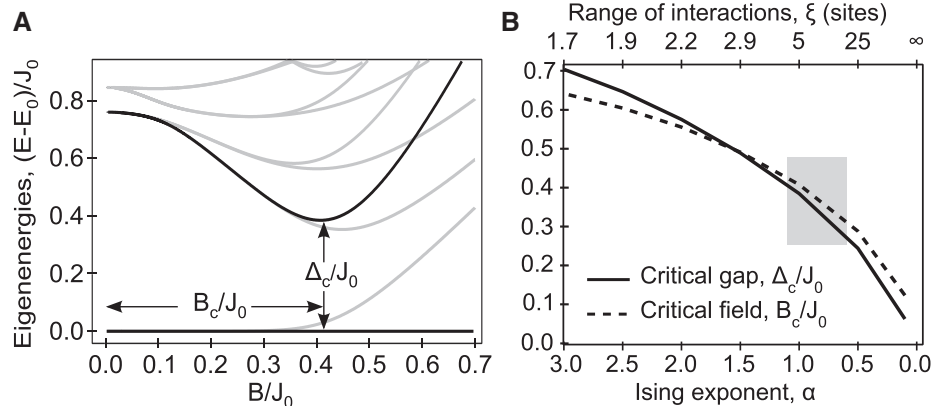 A
Eigenenergies, (E-E₀)/J₀
0.8
0.6
0.4
0.2
0.0
Δc/J₀
Bc/J₀
0.0 0.1 0.2 0.3 0.4 0.5 0.6 0.7
B/J₀
B
Range of interactions, ξ (sites)
1.7 1.9 2.2 2.9 5 25 ∞
0.7
0.6
0.5
0.4
0.3
0.2
0.1
0.0
Critical gap, Δc/J₀
Critical field, Bc/J₀
3.0 2.5 2.0 1.5 1.0 0.5 0.0
Ising exponent, α